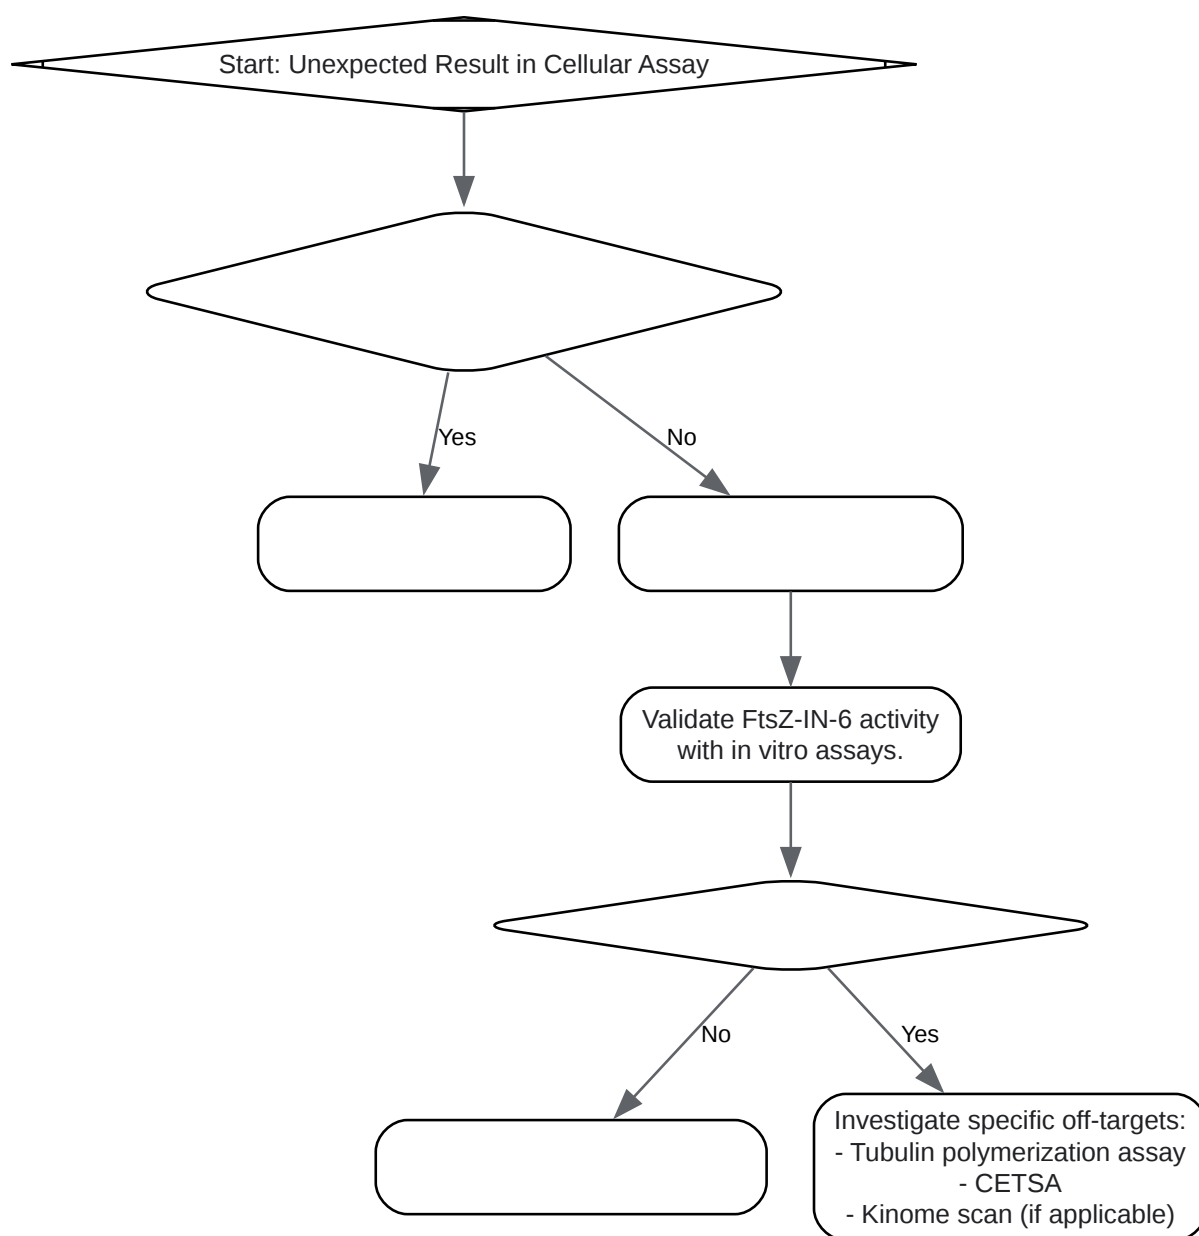 Start: Unexpected Result in Cellular Assay
Yes
No
Validate FtsZ-IN-6 activity
with in vitro assays.
No
Yes
Investigate specific off-targets:
- Tubulin polymerization assay
- CETSA
- Kinome scan (if applicable)